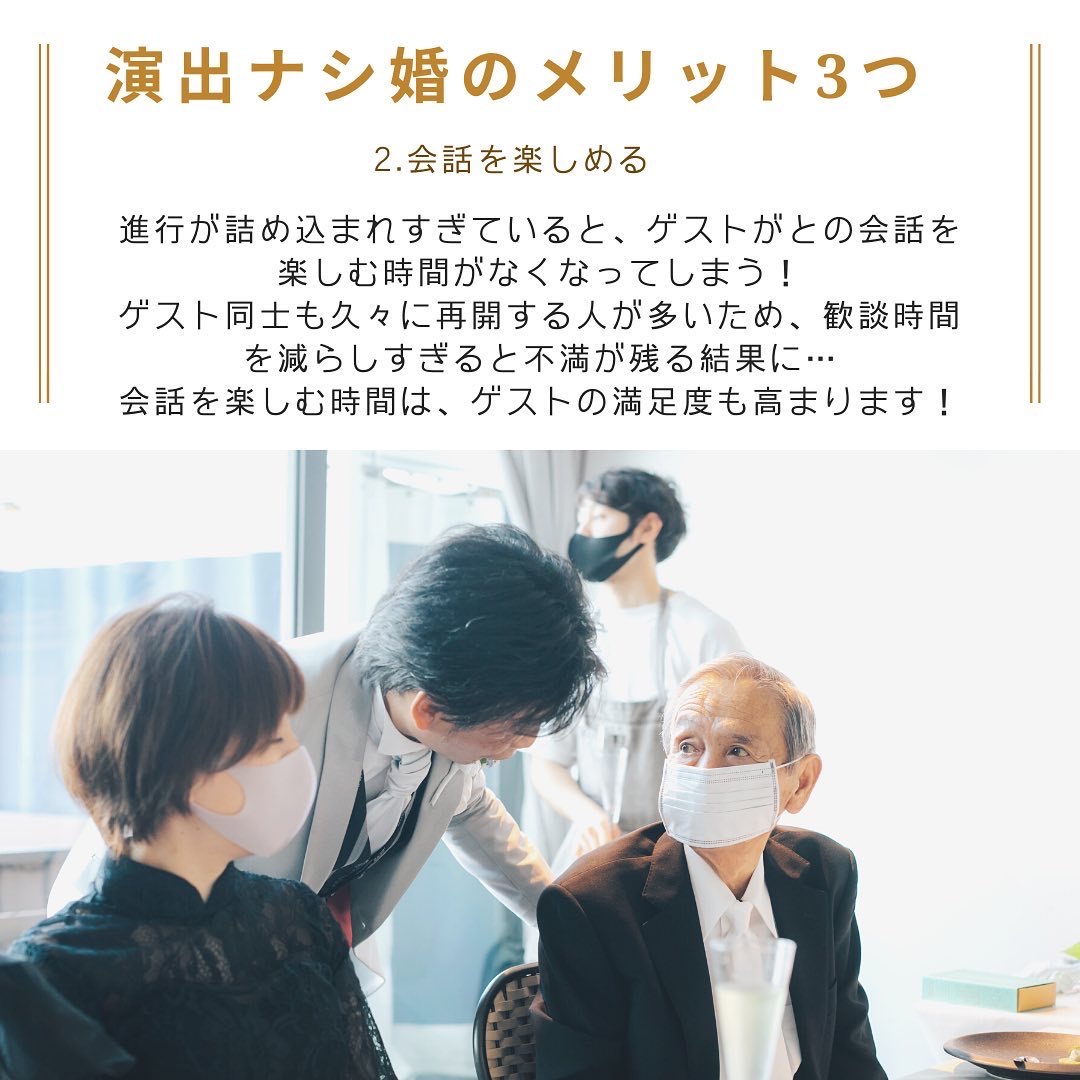 演出ナシ婚のメリット3つ
2.会話を楽しめる
進行が詰め込まれすぎていると、ゲストがとの会話を
楽しむ時間がなくなってしまう！
ゲスト同士も久々に再開する人が多いため、歓談時間
を減らしすぎると不満が残る結果に…
会話を楽しむ時間は、ゲストの満足度も高まります！